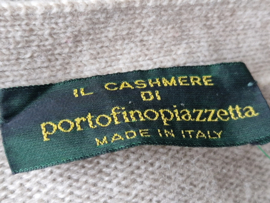 IL CASHMERE
DI
portofinopiazzetta
MADE IN ITALY